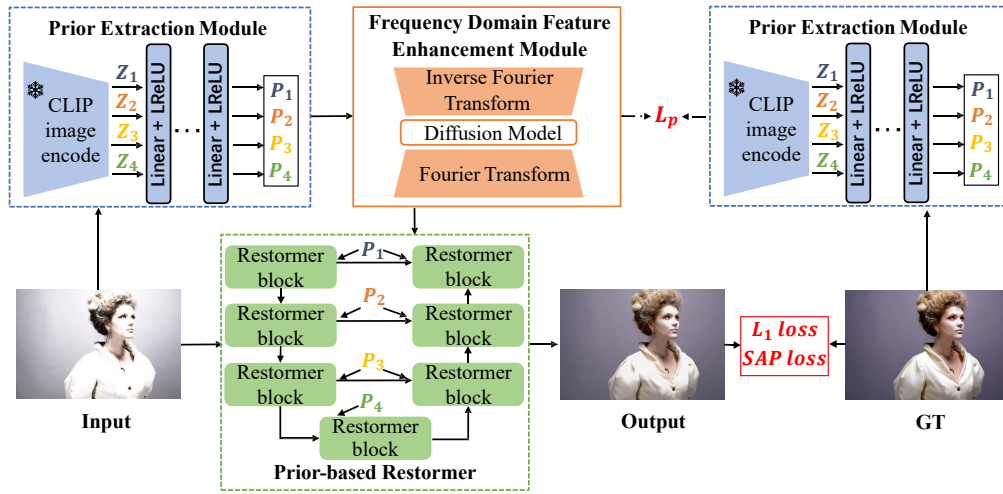 Prior Extraction Module
CLIP
image
encode
Z1
Z2
Z3
Z4
Linear + LReLU
...
Linear + LReLU
P1
P2
P3
P4
Frequency Domain Feature
Enhancement Module
Inverse Fourier
Transform
Diffusion Model
Fourier Transform
Lp
Prior Extraction Module
CLIP
image
encode
Z1
Z2
Z3
Z4
Linear + LReLU
...
Linear + LReLU
P1
P2
P3
P4
Input
Restormer
block
P1
Restormer
block
Restormer
block
P2
Restormer
block
Restormer
block
P3
Restormer
block
P4
Restormer
block
Prior-based Restormer
Output
L1 loss
SAP loss
GT